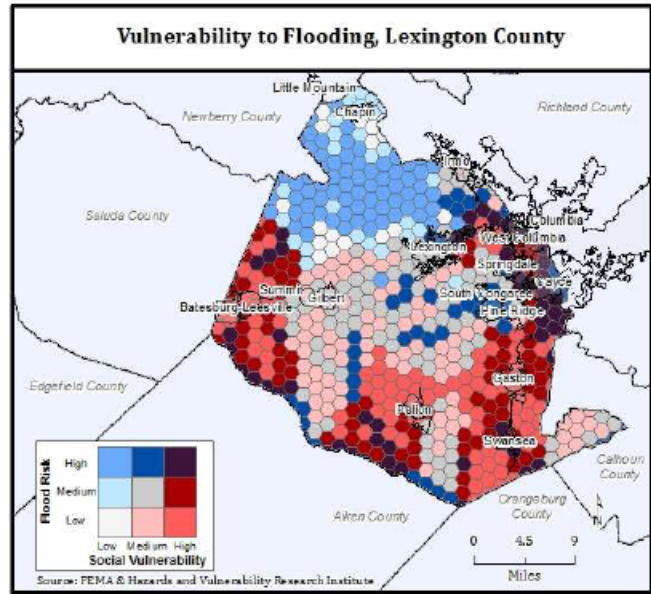 Vulnerability to Flooding, Lexington County
Little Mountain
Newberry County
Chapin
Richland County
Irmo
Saluda County
Columbia
Lexington
West Columbia
Springdale
Cayce
Summit
Gilbert
South Congaree
Batesburg-Leesville
Pine Ridge
Edgefield County
Gaston
Pelion
Swansea
Calhoun
County
Orangeburg
County
Aiken County
Flood Risk
High
Medium
Low
Low Medium High
Social Vulnerability
N
0 4.5 9
Miles
Source: FEMA & Hazards and Vulnerability Research Institute